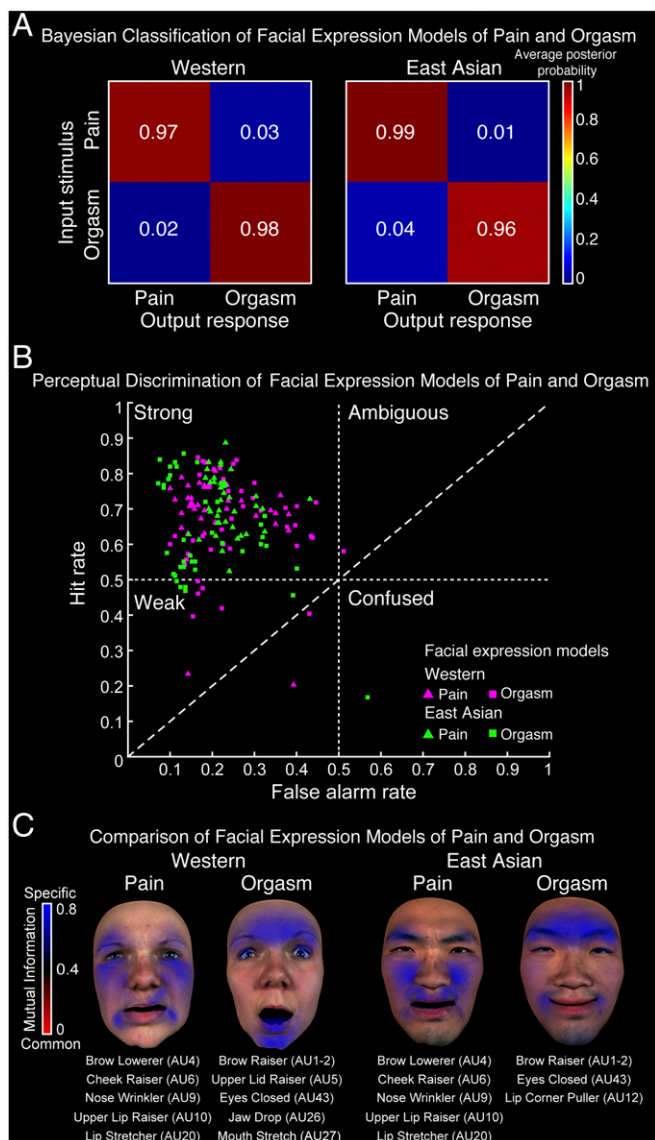 A
Bayesian Classification of Facial Expression Models of Pain and Orgasm
Western
East Asian
Average posterior
probability
Input stimulus
Pain
Orgasm
0.97
0.03
0.02
0.98
0.99
0.01
0.04
0.96
1
0.8
0.6
0.4
0.2
0
Pain
Orgasm
Output response
Pain
Orgasm
Output response
B
Perceptual Discrimination of Facial Expression Models of Pain and Orgasm
Strong
Ambiguous
Weak
Confused
Hit rate
1
0.9
0.8
0.7
0.6
0.5
0.4
0.3
0.2
0.1
0
0.1
0.2
0.3
0.4
0.5
0.6
0.7
0.8
0.9
1
False alarm rate
Facial expression models
Western
Pain
Orgasm
East Asian
Pain
Orgasm
C
Comparison of Facial Expression Models of Pain and Orgasm
Western
East Asian
Pain
Orgasm
Pain
Orgasm
Specific
0.8
0.4
0
Common
Mutual Information
Brow Lowerer (AU4)
Cheek Raiser (AU6)
Nose Wrinkler (AU9)
Upper Lip Raiser (AU10)
Lip Stretcher (AU20)
Brow Raiser (AU1-2)
Upper Lid Raiser (AU5)
Eyes Closed (AU43)
Jaw Drop (AU26)
Mouth Stretch (AU27)
Brow Lowerer (AU4)
Cheek Raiser (AU6)
Nose Wrinkler (AU9)
Upper Lip Raiser (AU10)
Lip Stretcher (AU20)
Brow Raiser (AU1-2)
Eyes Closed (AU43)
Lip Corner Puller (AU12)